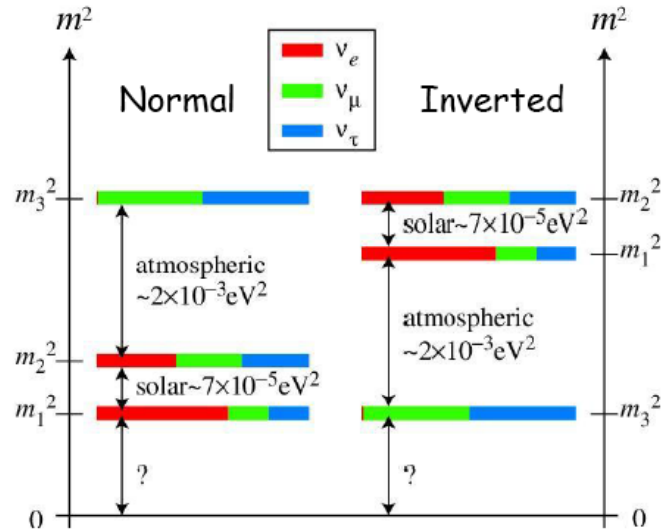 m²
m²
νₑ
ν_μ
ν_τ
Normal
Inverted
m₃²
m₂²
solar~7×10⁻⁵eV²
m₁²
atmospheric
~2×10⁻³eV²
atmospheric
~2×10⁻³eV²
m₂²
solar~7×10⁻⁵eV²
m₁²
m₃²
?
?
0
0